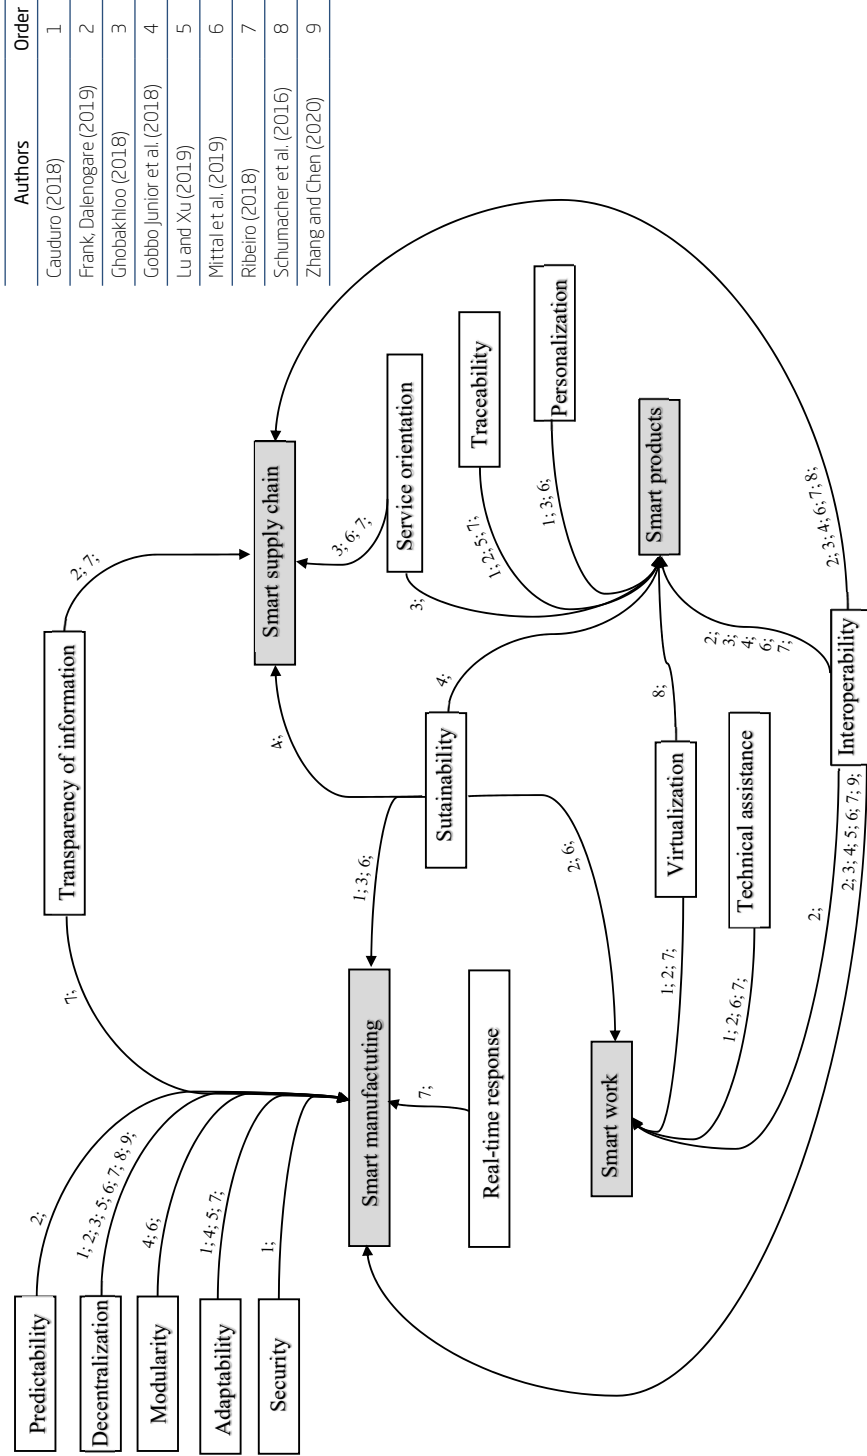 Authors Order
Cauduro (2018) 1
Frank, Dalenogare (2019) 2
Ghobakhloo (2018) 3
Gobbo Junior et al. (2018) 4
Lu and Xu (2019) 5
Mittal et al. (2019) 6
Ribeiro (2018) 7
Schumacher et al. (2016) 8
Zhang and Chen (2020) 9
Transparency of information
7;
2; 7;
Predictability
2;
Decentralization
1; 2; 3; 5; 6; 7; 8; 9;
Modularity
4; 6;
Adaptability
1; 4; 5; 7;
Security
1;
Smart manufactuting
Smart supply chain
4;
1; 3; 6;
3; 6; 7;
Service orientation
3;
Sutainability
4;
2; 6;
Real-time response
7;
Traceability
1; 2; 5; 7;
Personalization
1; 3; 6;
Smart work
Smart products
Virtualization
1; 2; 7;
8;
Technical assistance
1; 2; 6; 7;
Interoperability
2;
3;
4;
6;
7;
2; 3; 4; 6; 7; 8;
2;
2; 3; 4; 5; 6; 7; 9;